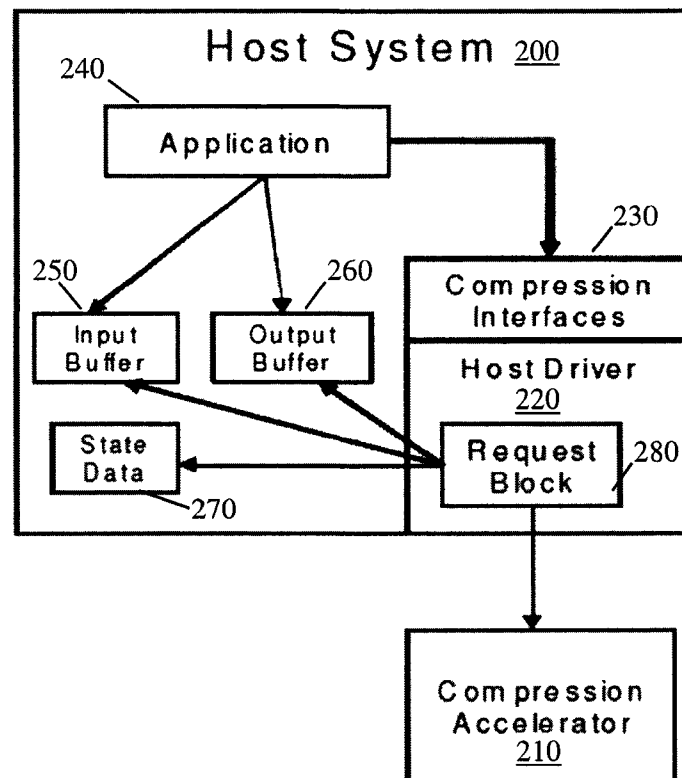 Host System 200
240
Application
230
250
260
Compression
Interfaces
Input
Buffer
Output
Buffer
Host Driver
220
State
Data
270
Request
Block
280
Compression
Accelerator
210